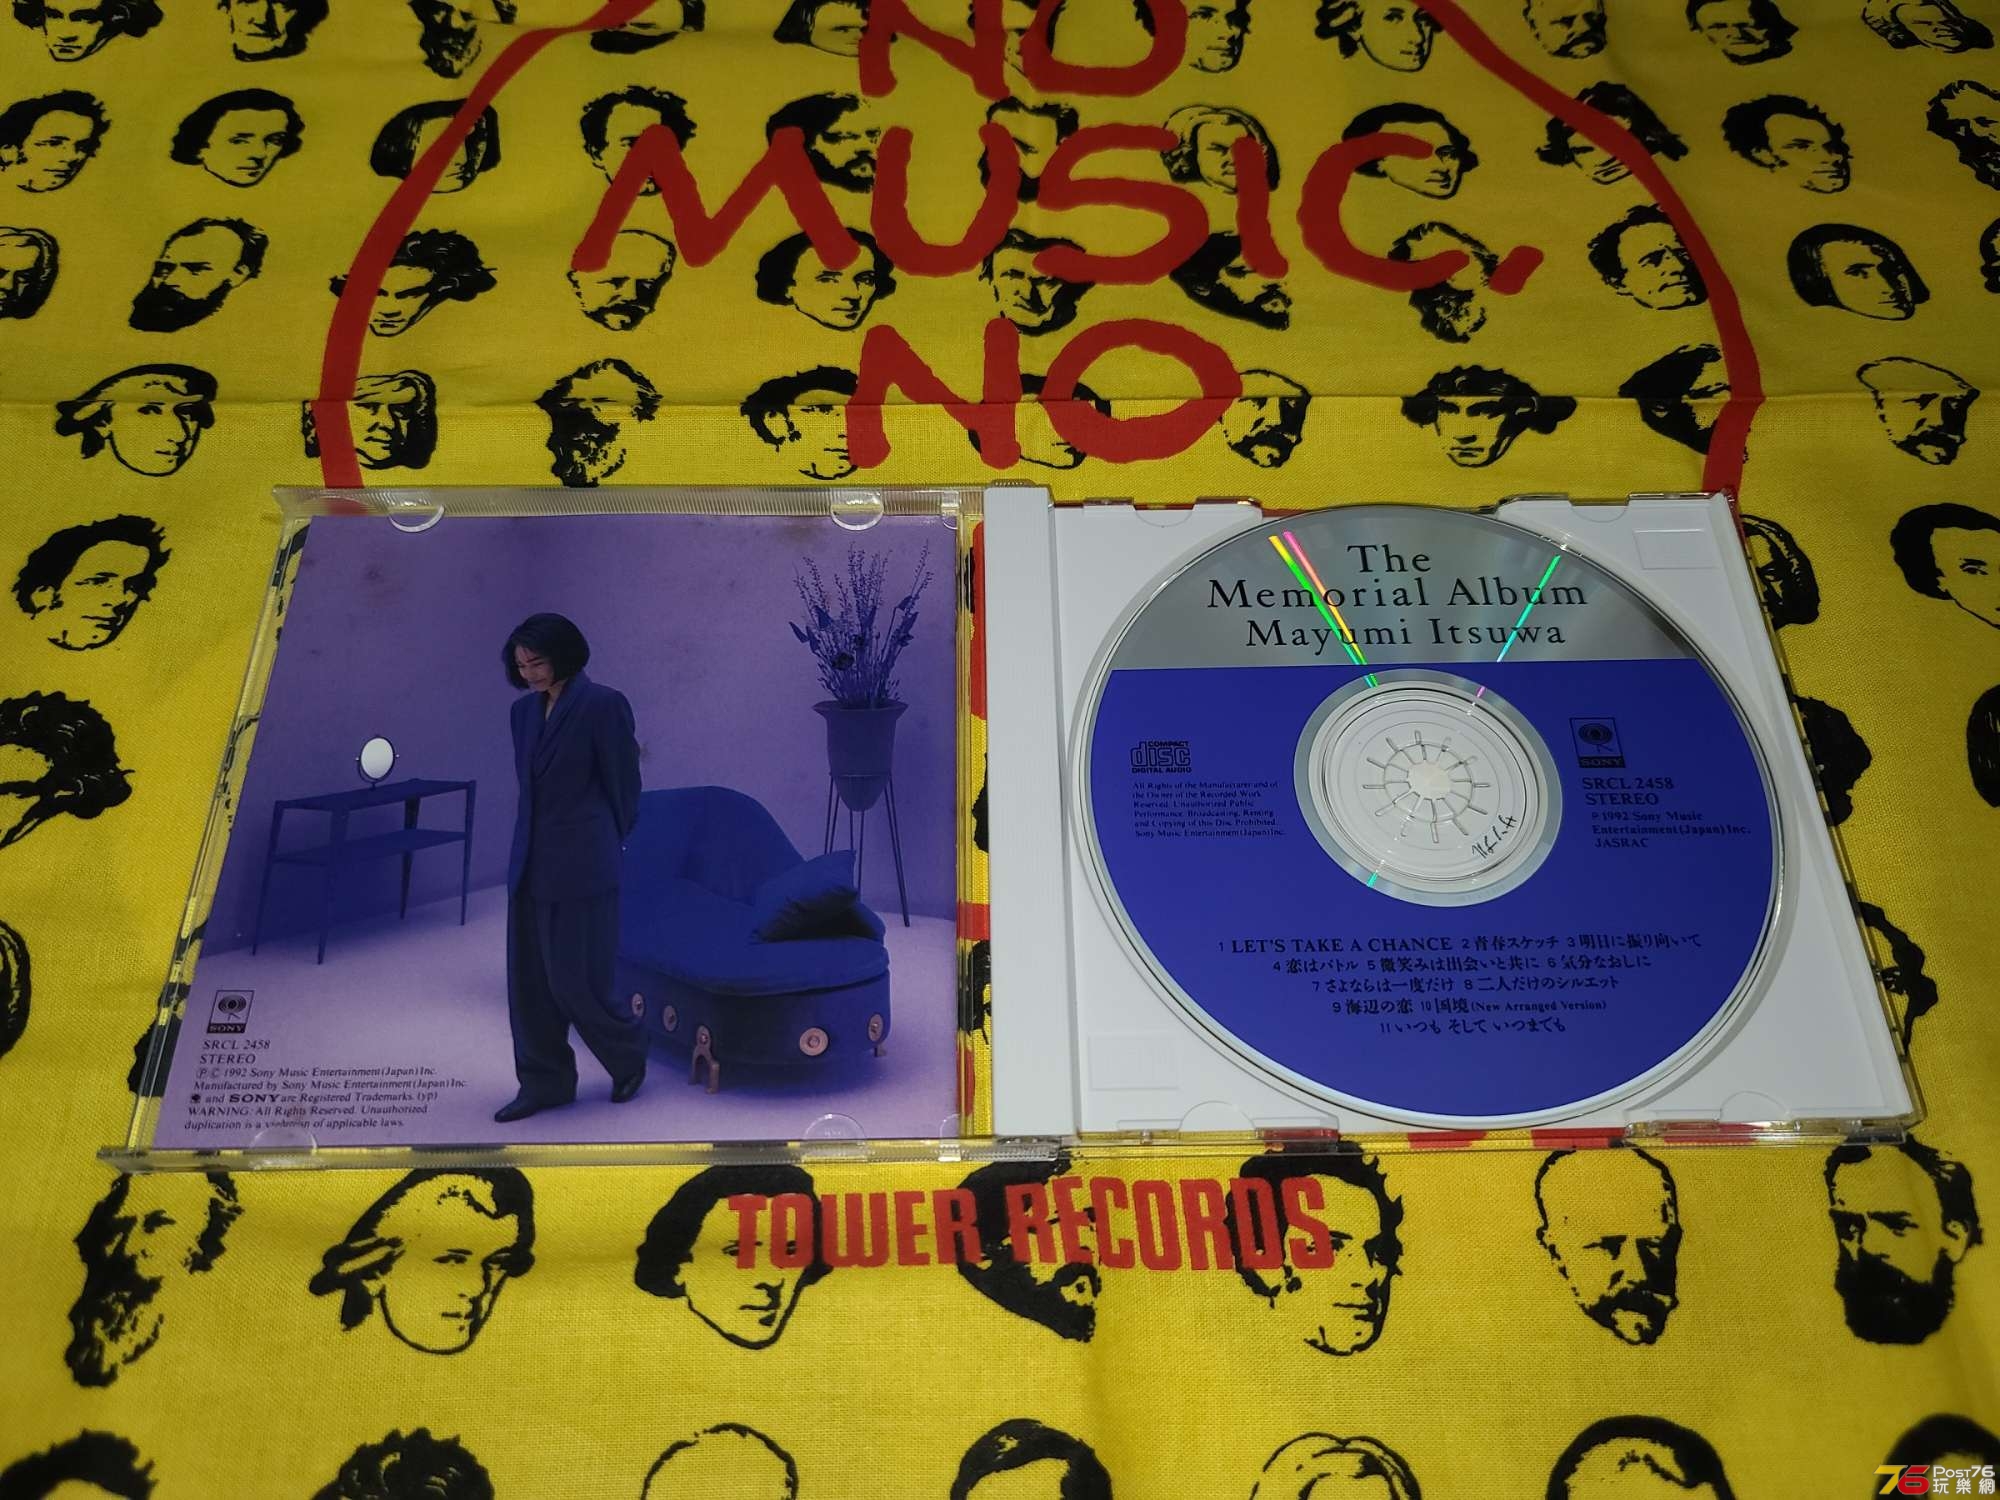 NO
MUSIC,
NO
The
Memorial Album
Mayumi Itsuwa
COMPACT
disc
DIGITAL AUDIO
All Rights of the Manufacturer and of
the Owner of the Recorded Work
Reserved. Unauthorized Public
Performance, Broadcasting, Renting
and Copying of this Disc Prohibited.
Sony Music Entertainment(Japan)Inc.
SONY
SRCL 2458
STEREO
Ⓟ1992 Sony Music
Entertainment(Japan) Inc.
JASRAC
1 LET'S TAKE A CHANCE 2 青春スケッチ 3 明日に振り向いて
4 恋はバトル 5 微笑みは出会いと共に 6 気分なおしに
7 さよならは一度だけ 8 二人だけのシルエット
9 海辺の恋 10 国境(New Arranged Version)
11 いつも そして いつまでも
SONY
SRCL 2458
STEREO
Ⓟ Ⓒ 1992 Sony Music Entertainment(Japan) Inc.
Manufactured by Sony Music Entertainment(Japan) Inc.
and SONY are Registered Trademarks. (yp)
WARNING: All Rights Reserved. Unauthorized
duplication is a violation of applicable laws.
TOWER RECORDS
76 POST76
玩樂網